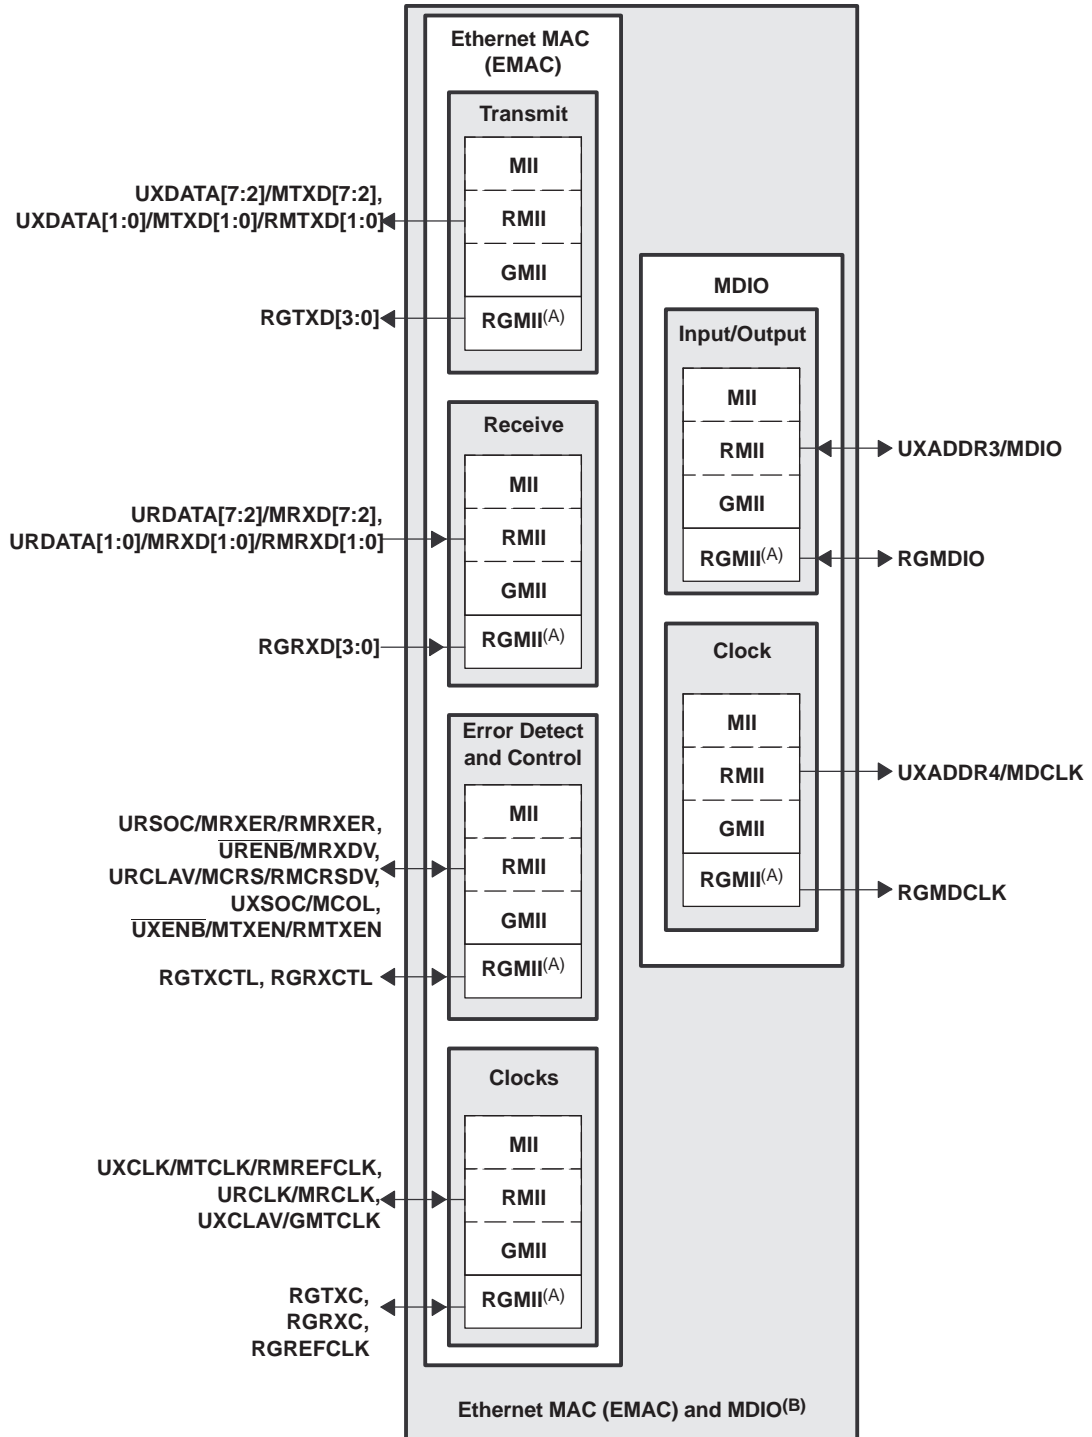 Ethernet MAC
(EMAC)
Transmit
MII
RMII
GMII
RGMII(A)
UXDATA[7:2]/MTXD[7:2],
UXDATA[1:0]/MTXD[1:0]/RMTXD[1:0]
RGTXD[3:0]
Receive
MII
RMII
GMII
RGMII(A)
URDATA[7:2]/MRXD[7:2],
URDATA[1:0]/MRXD[1:0]/RMRXD[1:0]
RGRXD[3:0]
Error Detect
and Control
MII
RMII
GMII
RGMII(A)
URSOC/MRXER/RMRXER,
URENB/MRXDV,
URCLAV/MCRS/RMCRSDV,
UXSOC/MCOL,
UXENB/MTXEN/RMTXEN
RGTXCTL, RGRXCTL
Clocks
MII
RMII
GMII
RGMII(A)
UXCLK/MTCLK/RMREFCLK,
URCLK/MRCLK,
UXCLAV/GMTCLK
RGTXC,
RGRXC,
RGREFCLK
MDIO
Input/Output
MII
RMII
GMII
RGMII(A)
UXADDR3/MDIO
RGMDIO
Clock
MII
RMII
GMII
RGMII(A)
UXADDR4/MDCLK
RGMDCLK
Ethernet MAC (EMAC) and MDIO(B)